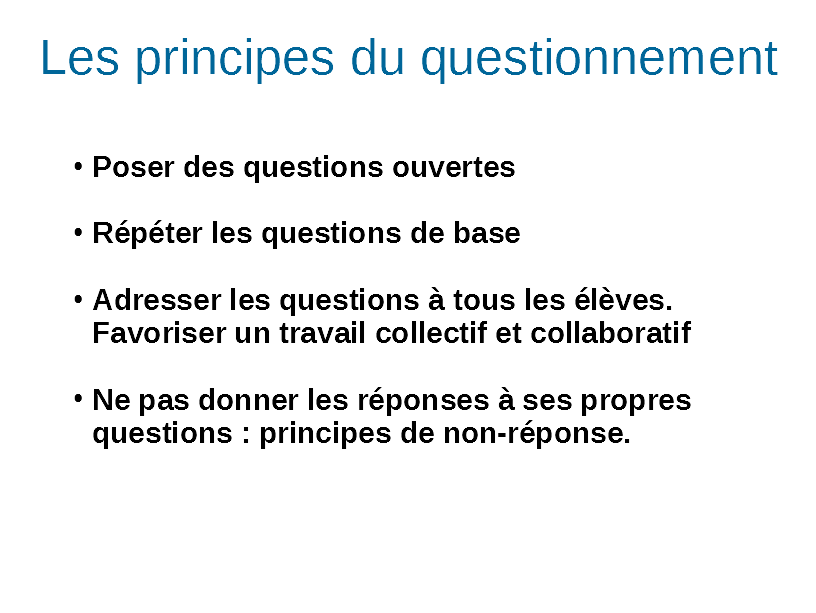 Les principes du questionnement
• Poser des questions ouvertes
• Répéter les questions de base
• Adresser les questions à tous les élèves.
Favoriser un travail collectif et collaboratif
• Ne pas donner les réponses à ses propres
questions : principes de non-réponse.